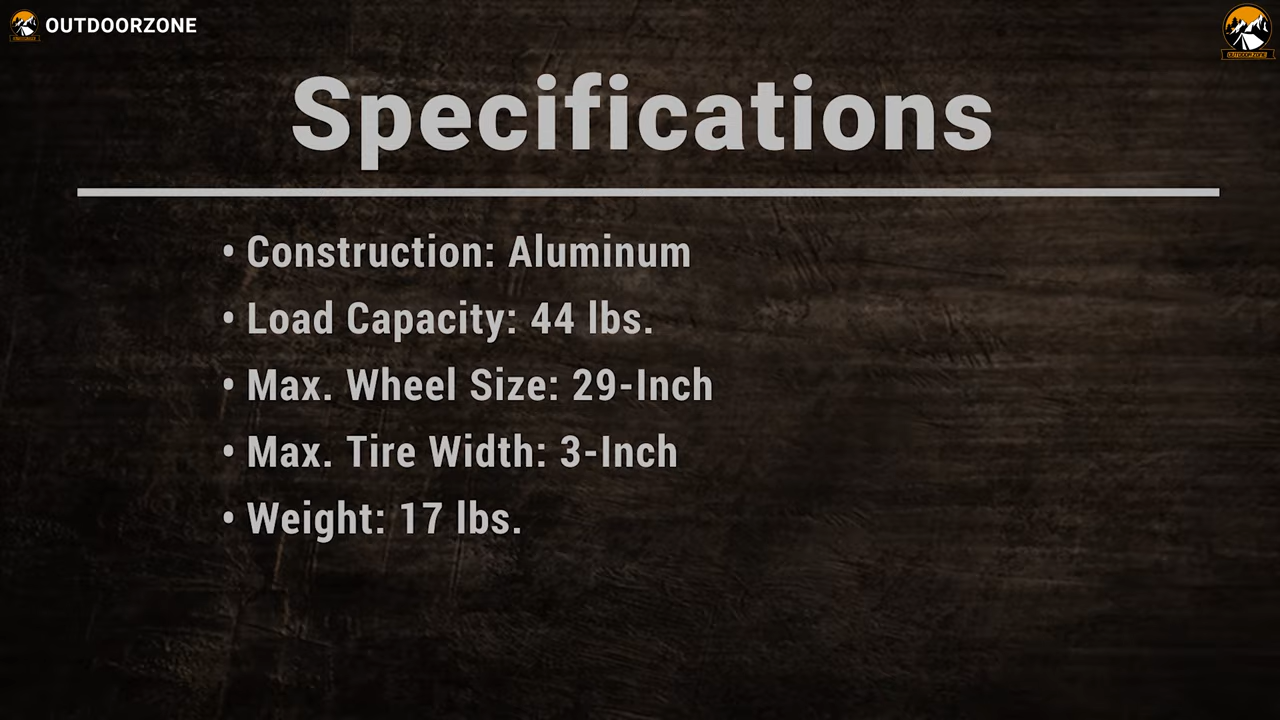 OUTDOORZONE
OUTDOORZONE
Specifications
• Construction: Aluminum
• Load Capacity: 44 lbs.
• Max. Wheel Size: 29-Inch
• Max. Tire Width: 3-Inch
• Weight: 17 lbs.